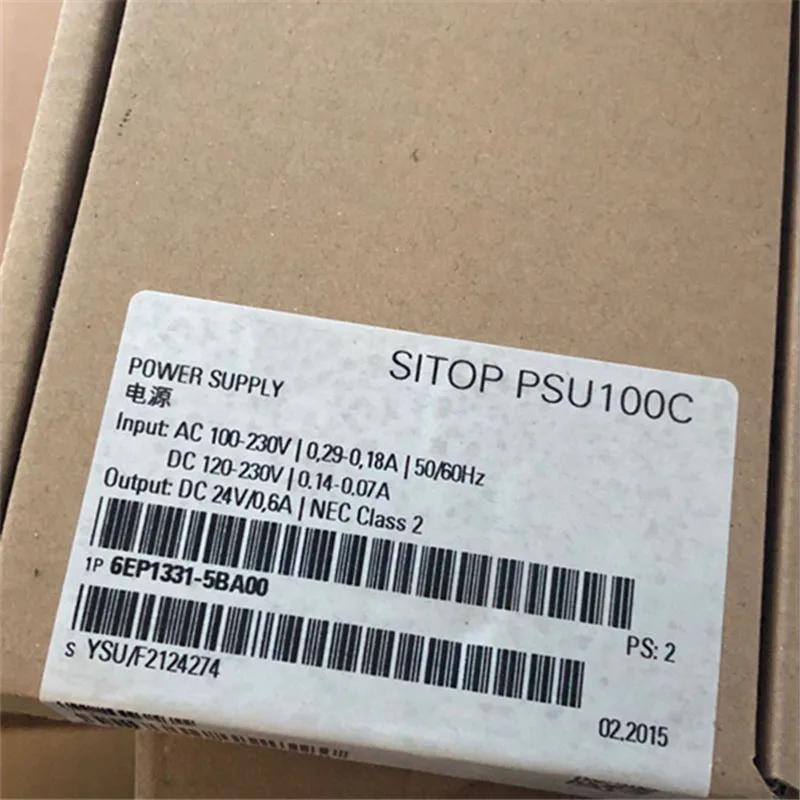 SITOP PSU100C
POWER SUPPLY
电源
Input: AC 100-230V | 0,29-0,18A | 50/60Hz
DC 120-230V | 0.14-0.07A
Output: DC 24V/0,6A | NEC Class 2
1P 6EP1331-5BA00
PS: 2
S YSU/F2124274
02.2015